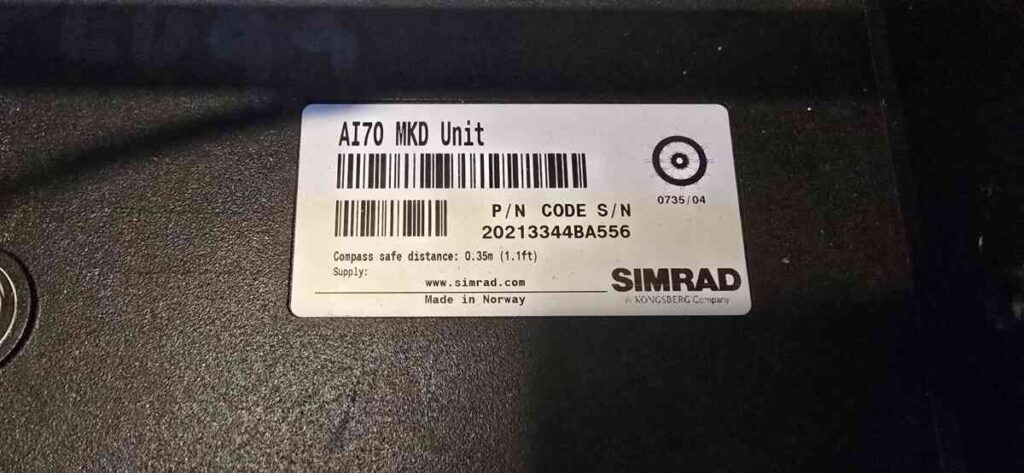 AI70 MKD Unit
0735/04
P/N CODE S/N
20213344BA556
Compass safe distance: 0.35m (1.1ft)
Supply:
www.simrad.com
Made in Norway
SIMRAD
A KONGSBERG Company